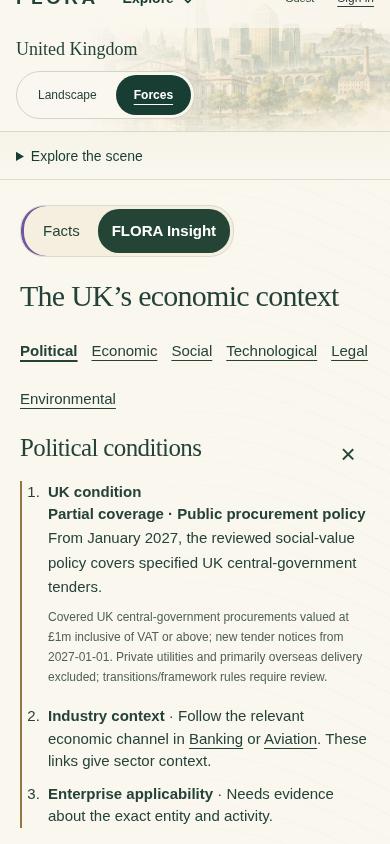 FLORA Explore Guest Sign in
United Kingdom
Landscape Forces
Explore the scene
Facts FLORA Insight
The UK’s economic context
Political Economic Social Technological Legal
Environmental
Political conditions ✕
1. UK condition
Partial coverage · Public procurement policy
From January 2027, the reviewed social-value
policy covers specified UK central-government
tenders.
Covered UK central-government procurements valued at
£1m inclusive of VAT or above; new tender notices from
2027-01-01. Private utilities and primarily overseas delivery
excluded; transitions/framework rules require review.
2. Industry context · Follow the relevant
economic channel in Banking or Aviation. These
links give sector context.
3. Enterprise applicability · Needs evidence
about the exact entity and activity.